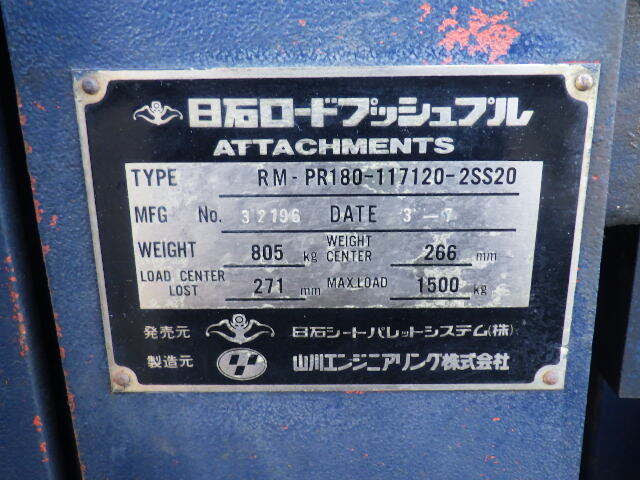 日石ロードプッシュプル
ATTACHMENTS
TYPE RM-PR180-117120-2SS20
MFG No. 32196 DATE 3-7
WEIGHT 805 kg WEIGHT CENTER 266 mm
LOAD CENTER LOST 271 mm MAX.LOAD 1500 kg
発売元 日石シートパレットシステム(株)
製造元 山川エンジニアリング株式会社